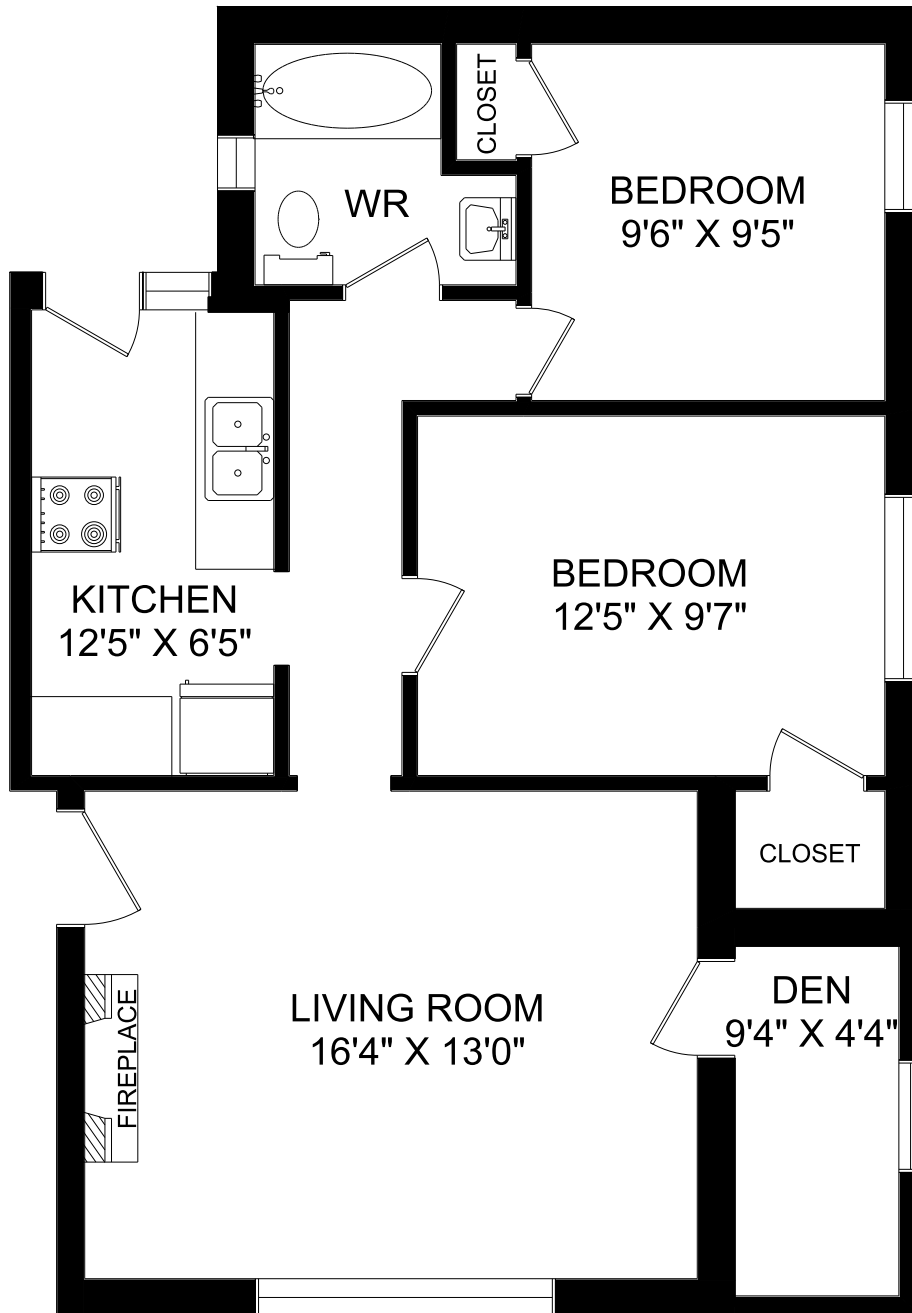 CLOSET
WR
BEDROOM
9'6" X 9'5"
BEDROOM
12'5" X 9'7"
KITCHEN
12'5" X 6'5"
CLOSET
LIVING ROOM
16'4" X 13'0"
DEN
9'4" X 4'4"
FIREPLACE